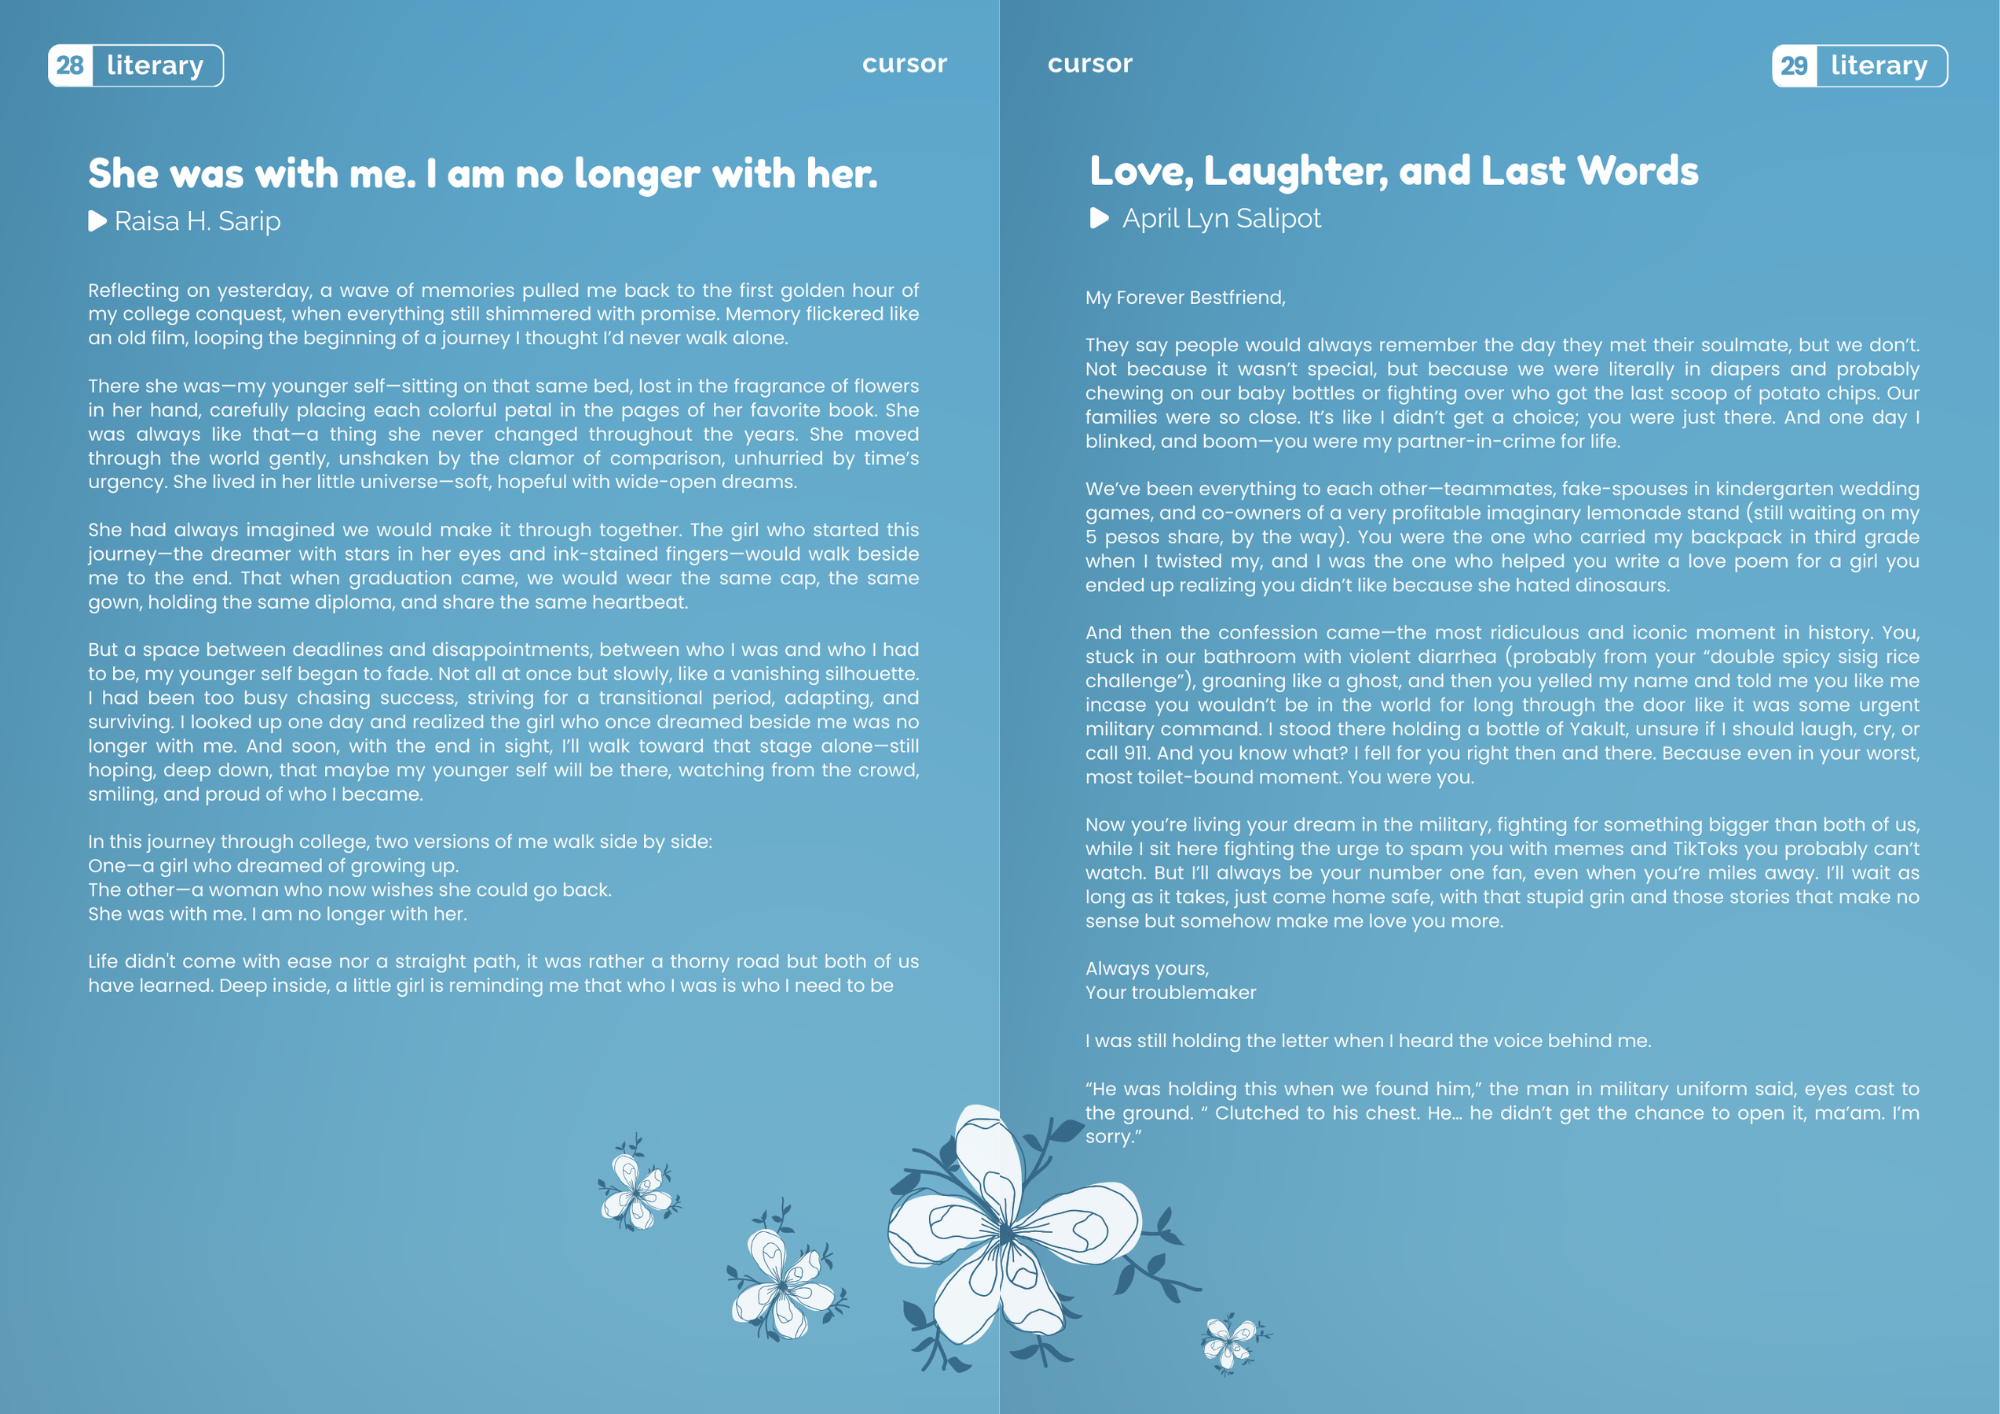 28 literary
cursor
She was with me. I am no longer with her.
Raisa H. Sarip
Reflecting on yesterday, a wave of memories pulled me back to the first golden hour of
my college conquest, when everything still shimmered with promise. Memory flickered like
an old film, looping the beginning of a journey I thought I’d never walk alone.
There she was—my younger self—sitting on that same bed, lost in the fragrance of flowers
in her hand, carefully placing each colorful petal in the pages of her favorite book. She
was always like that—a thing she never changed throughout the years. She moved
through the world gently, unshaken by the clamor of comparison, unhurried by time’s
urgency. She lived in her little universe—soft, hopeful with wide-open dreams.
She had always imagined we would make it through together. The girl who started this
journey—the dreamer with stars in her eyes and ink-stained fingers—would walk beside
me to the end. That when graduation came, we would wear the same cap, the same
gown, holding the same diploma, and share the same heartbeat.
But a space between deadlines and disappointments, between who I was and who I had
to be, my younger self began to fade. Not all at once but slowly, like a vanishing silhouette.
I had been too busy chasing success, striving for a transitional period, adapting, and
surviving. I looked up one day and realized the girl who once dreamed beside me was no
longer with me. And soon, with the end in sight, I’ll walk toward that stage alone—still
hoping, deep down, that maybe my younger self will be there, watching from the crowd,
smiling, and proud of who I became.
In this journey through college, two versions of me walk side by side:
One—a girl who dreamed of growing up.
The other—a woman who now wishes she could go back.
She was with me. I am no longer with her.
Life didn't come with ease nor a straight path, it was rather a thorny road but both of us
have learned. Deep inside, a little girl is reminding me that who I was is who I need to be
cursor
29 literary
Love, Laughter, and Last Words
April Lyn Salipot
My Forever Bestfriend,
They say people would always remember the day they met their soulmate, but we don’t.
Not because it wasn’t special, but because we were literally in diapers and probably
chewing on our baby bottles or fighting over who got the last scoop of potato chips. Our
families were so close. It’s like I didn’t get a choice; you were just there. And one day I
blinked, and boom—you were my partner-in-crime for life.
We’ve been everything to each other—teammates, fake-spouses in kindergarten wedding
games, and co-owners of a very profitable imaginary lemonade stand (still waiting on my
5 pesos share, by the way). You were the one who carried my backpack in third grade
when I twisted my, and I was the one who helped you write a love poem for a girl you
ended up realizing you didn’t like because she hated dinosaurs.
And then the confession came—the most ridiculous and iconic moment in history. You,
stuck in our bathroom with violent diarrhea (probably from your “double spicy sisig rice
challenge”), groaning like a ghost, and then you yelled my name and told me you like me
incase you wouldn’t be in the world for long through the door like it was some urgent
military command. I stood there holding a bottle of Yakult, unsure if I should laugh, cry, or
call 911. And you know what? I fell for you right then and there. Because even in your worst,
most toilet-bound moment. You were you.
Now you’re living your dream in the military, fighting for something bigger than both of us,
while I sit here fighting the urge to spam you with memes and TikToks you probably can’t
watch. But I’ll always be your number one fan, even when you’re miles away. I’ll wait as
long as it takes, just come home safe, with that stupid grin and those stories that make no
sense but somehow make me love you more.
Always yours,
Your troublemaker
I was still holding the letter when I heard the voice behind me.
“He was holding this when we found him,” the man in military uniform said, eyes cast to
the ground. “ Clutched to his chest. He… he didn’t get the chance to open it, ma’am. I’m
sorry.”